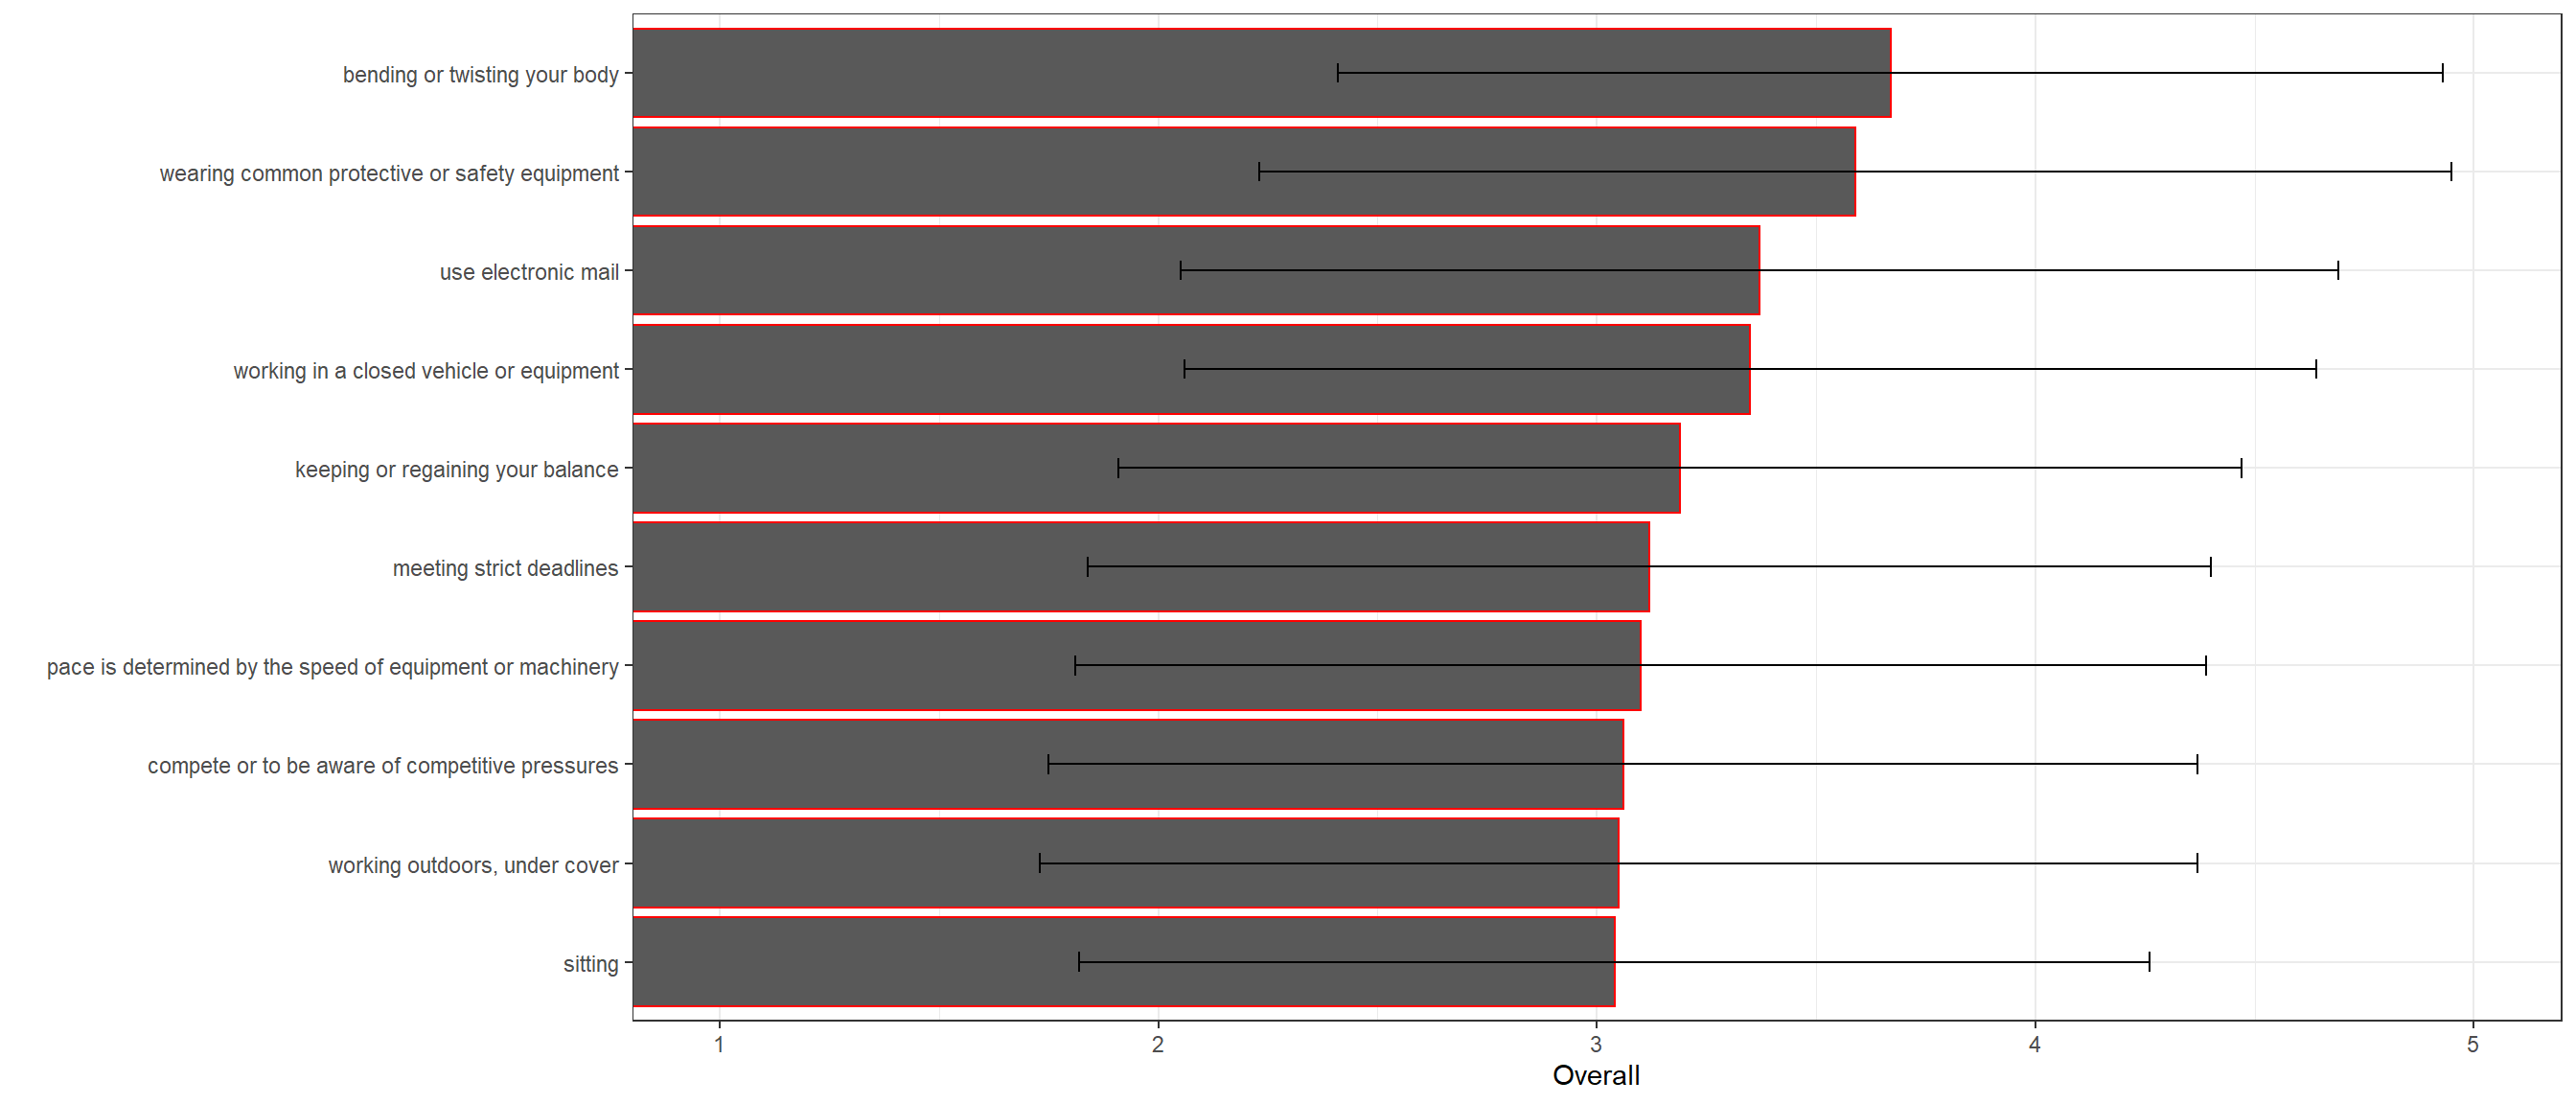 bending or twisting your body
wearing common protective or safety equipment
use electronic mail
working in a closed vehicle or equipment
keeping or regaining your balance
meeting strict deadlines
pace is determined by the speed of equipment or machinery
compete or to be aware of competitive pressures
working outdoors, under cover
sitting
1 2 3 4 5
Overall